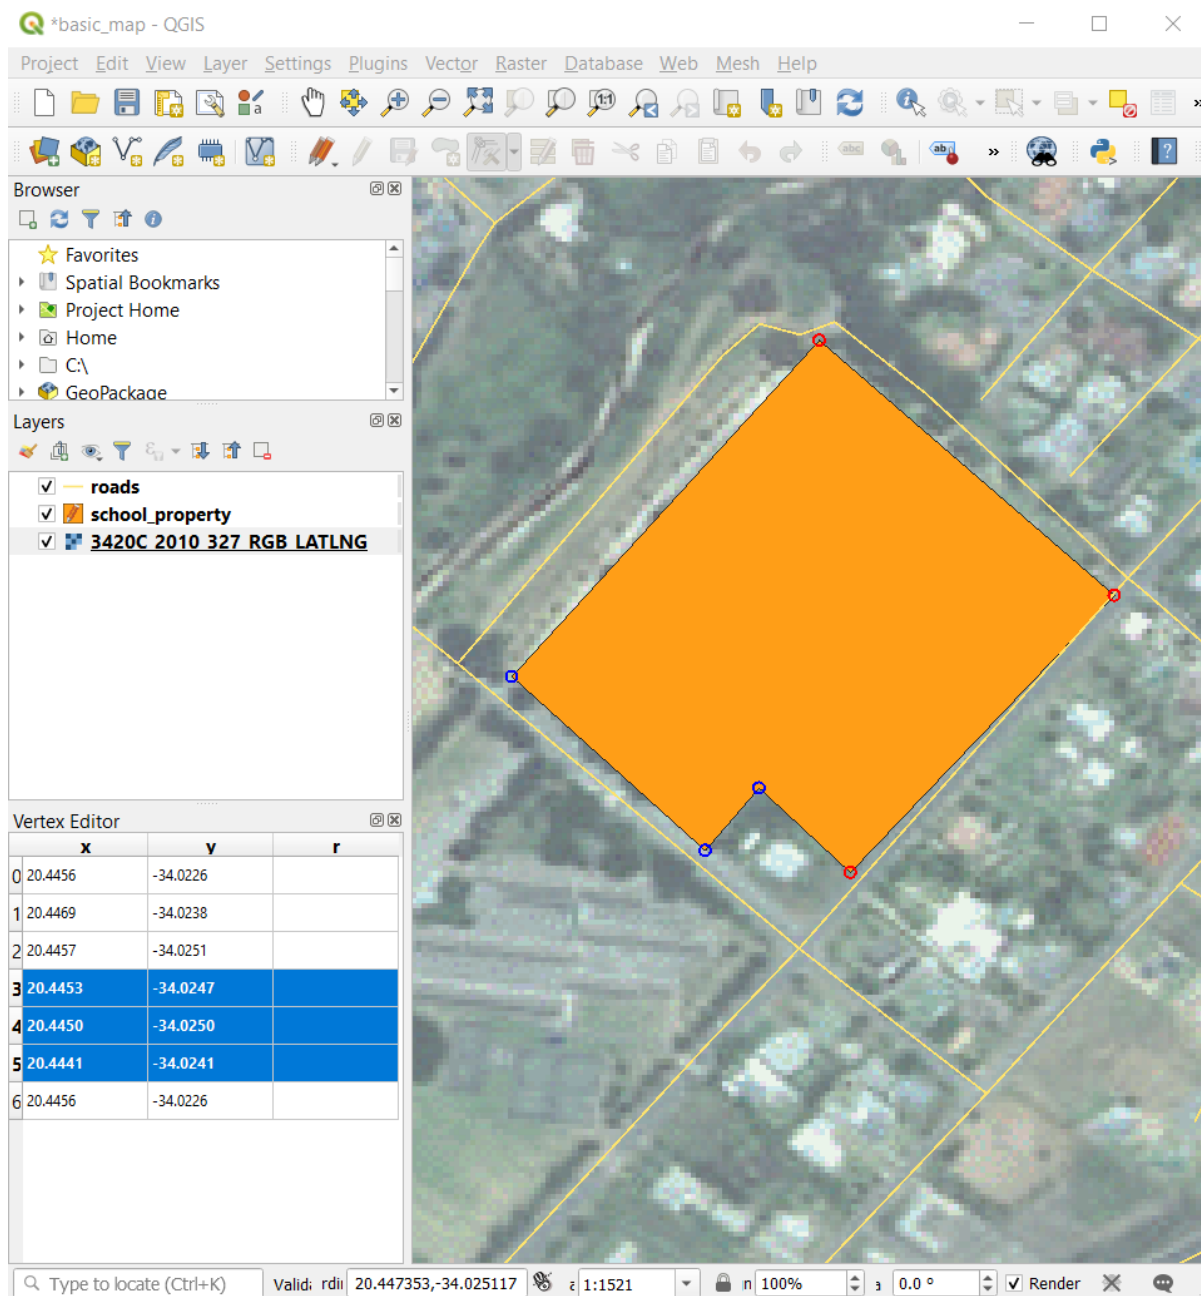 *basic_map - QGIS
Project Edit View Layer Settings Plugins Vector Raster Database Web Mesh Help
1:1
a
abc
ab
»
»
?
Browser
Favorites
Spatial Bookmarks
Project Home
Home
C:\
GeoPackage
Layers
roads
school_property
3420C_2010_327_RGB_LATLNG
Vertex Editor
x y r
0 20.4456 -34.0226
1 20.4469 -34.0238
2 20.4457 -34.0251
3 20.4453 -34.0247
4 20.4450 -34.0250
5 20.4441 -34.0241
6 20.4456 -34.0226
Type to locate (Ctrl+K) 20.447353,-34.025117 1:1521 100% 0.0 ° Render